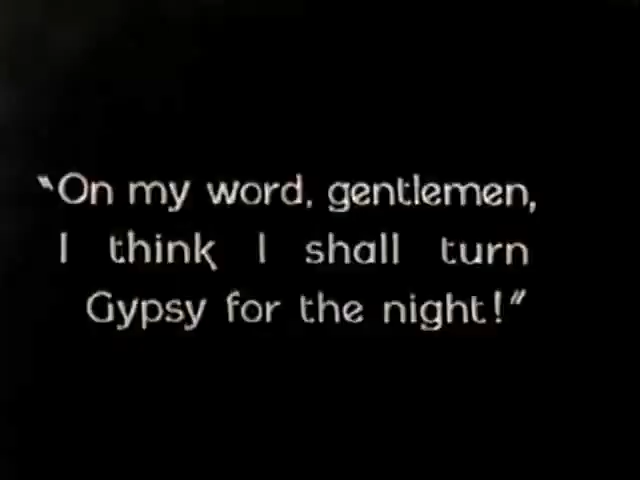 "On my word, gentlemen,
I think I shall turn
Gypsy for the night!"